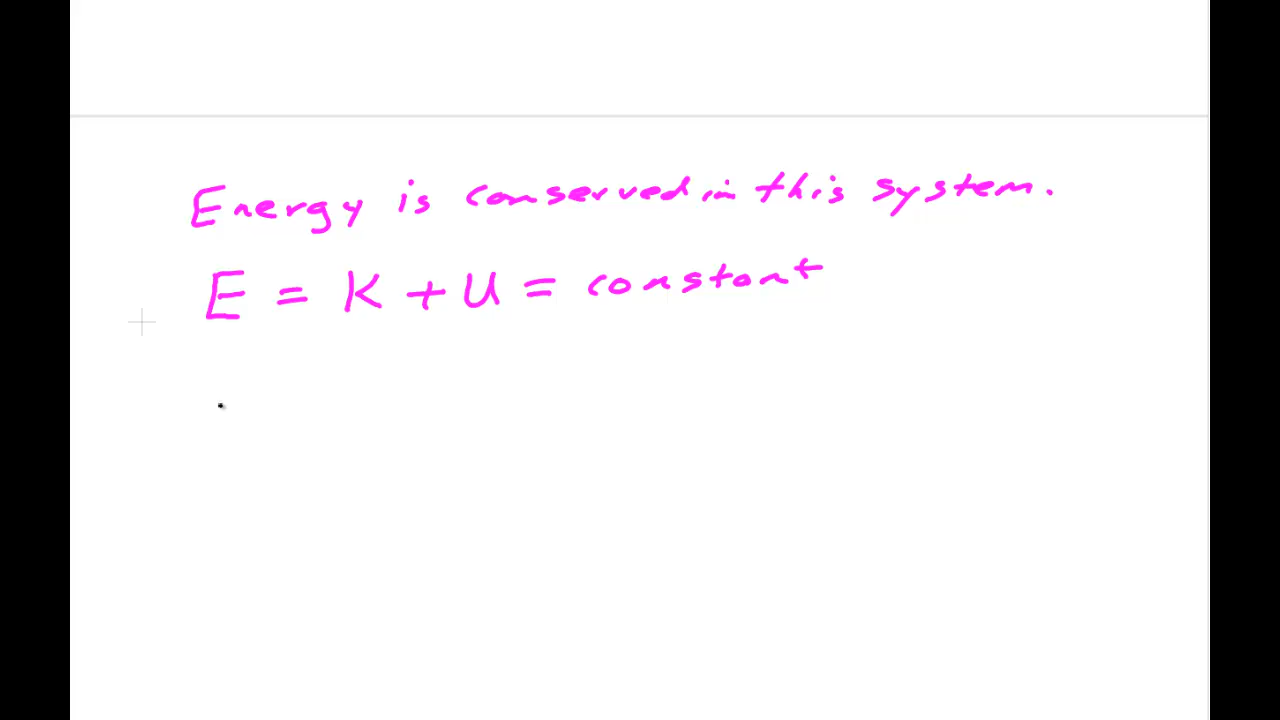 Energy is conserved in this system.
E = K + U = constant